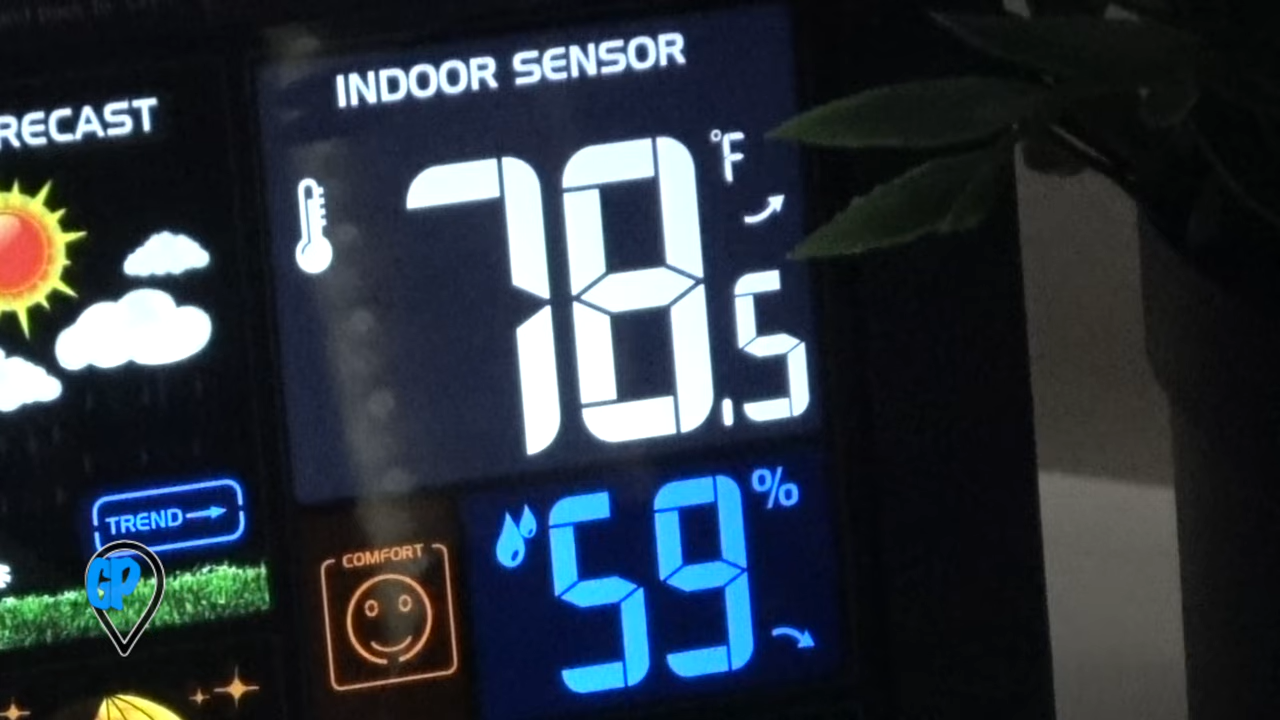 INDOOR SENSOR
RECAST
78.5 °F
59 %
TREND
COMFORT
GP